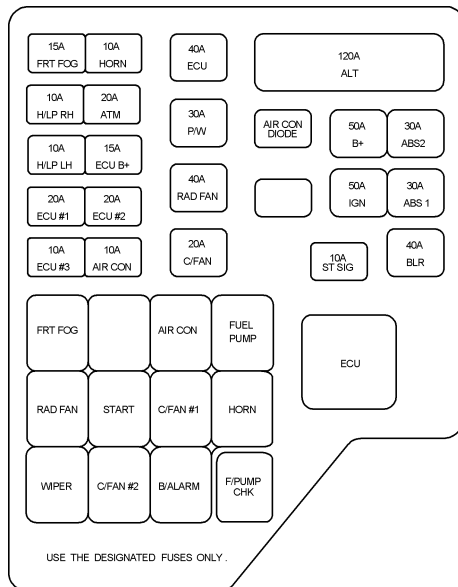 15A
FRT FOG
10A
HORN
40A
ECU
120A
ALT
10A
H/LP RH
20A
ATM
30A
P/W
AIR CON
DIODE
50A
B+
30A
ABS2
10A
H/LP LH
15A
ECU B+
40A
RAD FAN
50A
IGN
30A
ABS 1
20A
ECU #1
20A
ECU #2
20A
C/FAN
10A
ST SIG
40A
BLR
10A
ECU #3
10A
AIR CON
FRT FOG
AIR CON
FUEL
PUMP
ECU
RAD FAN
START
C/FAN #1
HORN
WIPER
C/FAN #2
B/ALARM
F/PUMP
CHK
USE THE DESIGNATED FUSES ONLY .